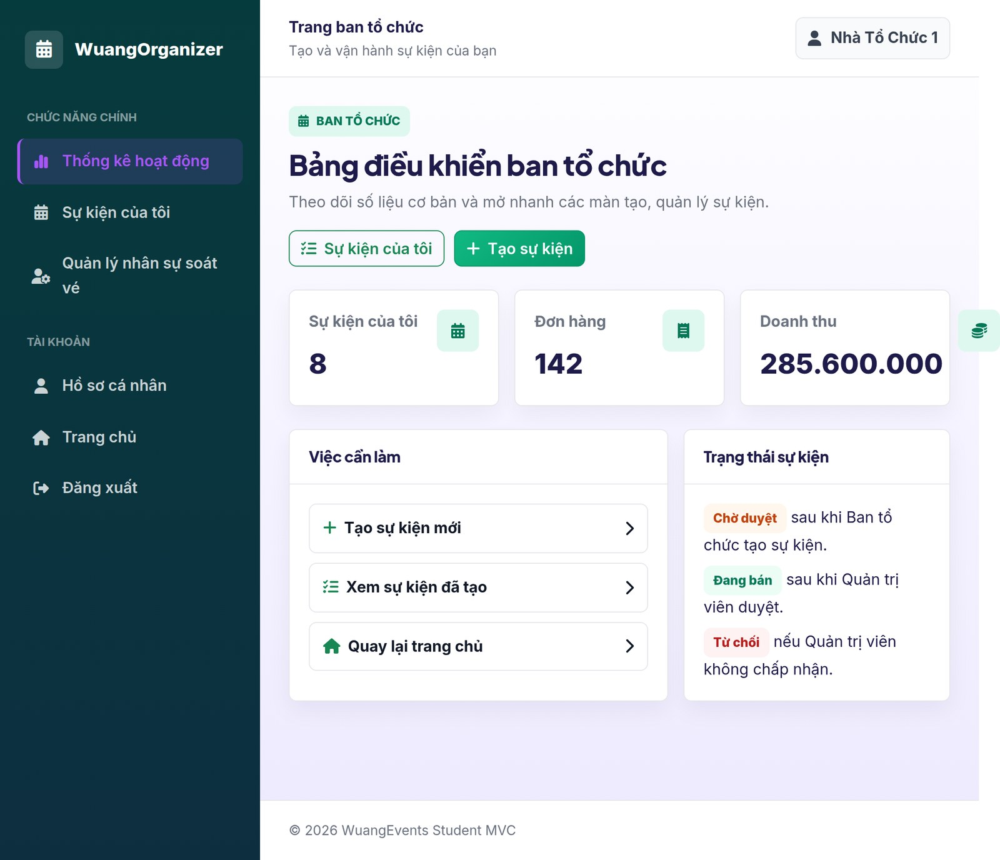 WuangOrganizer
CHỨC NĂNG CHÍNH
Thống kê hoạt động
Sự kiện của tôi
Quản lý nhân sự soát
vé
TÀI KHOẢN
Hồ sơ cá nhân
Trang chủ
Đăng xuất
Trang ban tổ chức
Tạo và vận hành sự kiện của bạn
Nhà Tổ Chức 1
BAN TỔ CHỨC
Bảng điều khiển ban tổ chức
Theo dõi số liệu cơ bản và mở nhanh các màn tạo, quản lý sự kiện.
Sự kiện của tôi
Tạo sự kiện
Sự kiện của tôi
8
Đơn hàng
142
Doanh thu
285.600.000
Việc cần làm
Tạo sự kiện mới
Xem sự kiện đã tạo
Quay lại trang chủ
Trạng thái sự kiện
Chờ duyệt sau khi Ban tổ
chức tạo sự kiện.
Đang bán sau khi Quản trị
viên duyệt.
Từ chối nếu Quản trị viên
không chấp nhận.
© 2026 WuangEvents Student MVC